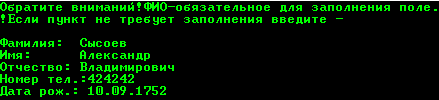 Обратите внимание!ФИО-обязательное для заполнения поле.
!Если пункт не требует заполнения введите -
Фамилия: Сысоев
Имя: Александр
Отчество: Владимирович
Номер тел.:424242
Дата рож.: 10.09.1752